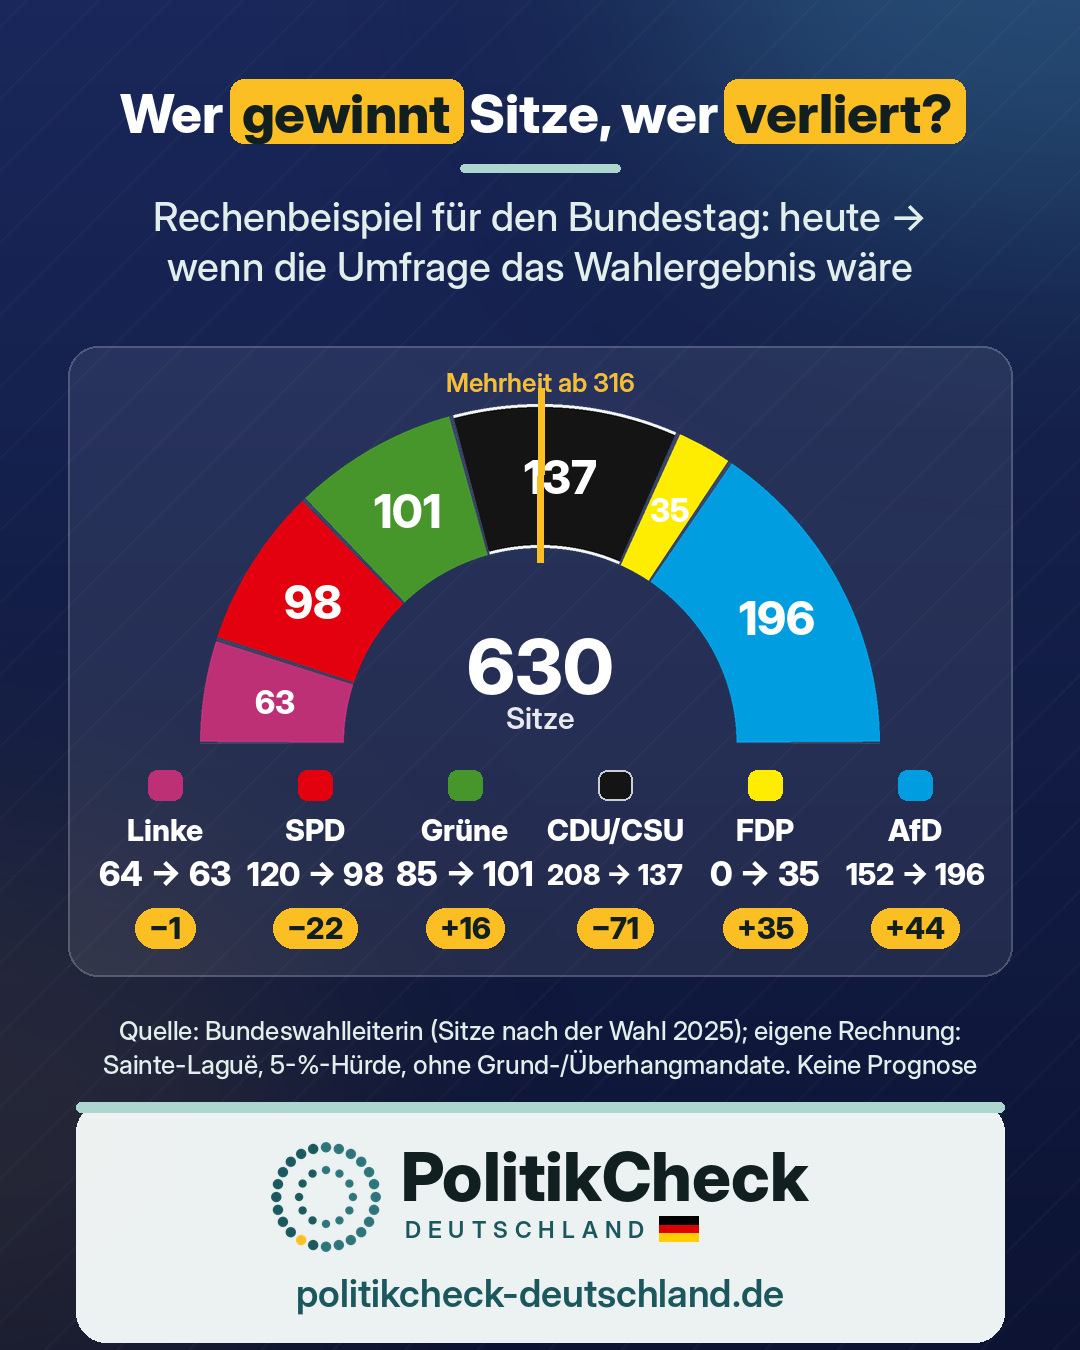 Wer gewinnt Sitze, wer verliert?
Rechenbeispiel für den Bundestag: heute →
wenn die Umfrage das Wahlergebnis wäre
Mehrheit ab 316
63
98
101
137
35
196
630
Sitze
Linke SPD Grüne CDU/CSU FDP AfD
64 → 63 120 → 98 85 → 101 208 → 137 0 → 35 152 → 196
−1 −22 +16 −71 +35 +44
Quelle: Bundeswahlleiterin (Sitze nach der Wahl 2025); eigene Rechnung:
Sainte-Laguë, 5-%-Hürde, ohne Grund-/Überhangmandate. Keine Prognose
PolitikCheck
DEUTSCHLAND
politikcheck-deutschland.de